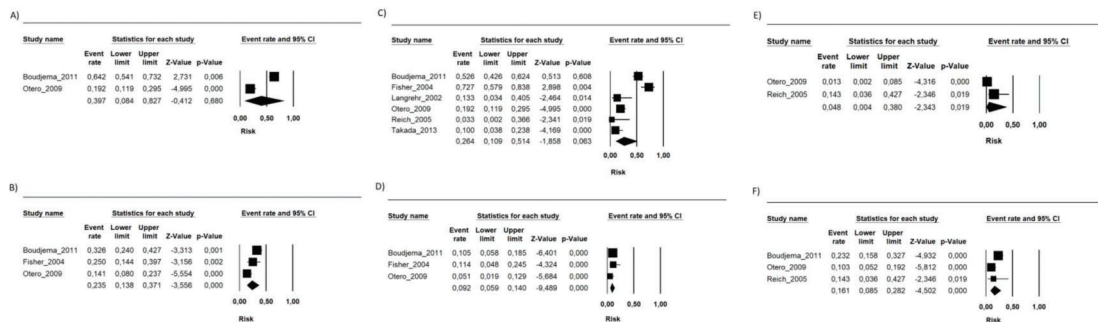 A)
Study name Statistics for each study Event rate and 95% CI
Event rate Lower limit Upper limit Z-Value p-Value
Boudjema_2011 0,642 0,541 0,732 2,731 0,006
Otero_2009 0,192 0,119 0,295 -4,995 0,000
0,397 0,084 0,827 -0,412 0,680
0,00 0,50 1,00
Risk
B)
Study name Statistics for each study Event rate and 95% CI
Event rate Lower limit Upper limit Z-Value p-Value
Boudjema_2011 0,326 0,240 0,427 -3,313 0,001
Fisher_2004 0,250 0,144 0,397 -3,156 0,002
Otero_2009 0,141 0,080 0,237 -5,554 0,000
0,235 0,138 0,371 -3,556 0,000
0,00 0,50 1,00
Risk
C)
Study name Statistics for each study Event rate and 95% CI
Event rate Lower limit Upper limit Z-Value p-Value
Boudjema_2011 0,526 0,426 0,624 0,513 0,608
Fisher_2004 0,727 0,579 0,838 2,898 0,004
Langrehr_2002 0,133 0,034 0,405 -2,464 0,014
Otero_2009 0,192 0,119 0,295 -4,995 0,000
Reich_2005 0,033 0,002 0,366 -2,341 0,019
Takada_2013 0,100 0,038 0,238 -4,169 0,000
0,264 0,109 0,514 -1,858 0,063
0,00 0,50 1,00
Risk
D)
Study name Statistics for each study Event rate and 95% CI
Event rate Lower limit Upper limit Z-Value p-Value
Boudjema_2011 0,105 0,058 0,185 -6,401 0,000
Fisher_2004 0,114 0,048 0,245 -4,324 0,000
Otero_2009 0,051 0,019 0,129 -5,684 0,000
0,092 0,059 0,140 -9,489 0,000
0,00 0,50 1,00
Risk
E)
Study name Statistics for each study Event rate and 95% CI
Event rate Lower limit Upper limit Z-Value p-Value
Otero_2009 0,013 0,002 0,085 -4,316 0,000
Reich_2005 0,143 0,036 0,427 -2,346 0,019
0,048 0,004 0,380 -2,343 0,019
0,00 0,50 1,00
Risk
F)
Study name Statistics for each study Event rate and 95% CI
Event rate Lower limit Upper limit Z-Value p-Value
Boudjema_2011 0,232 0,158 0,327 -4,932 0,000
Otero_2009 0,103 0,052 0,192 -5,812 0,000
Reich_2005 0,143 0,036 0,427 -2,346 0,019
0,161 0,085 0,282 -4,502 0,000
0,00 0,50 1,00
Risk